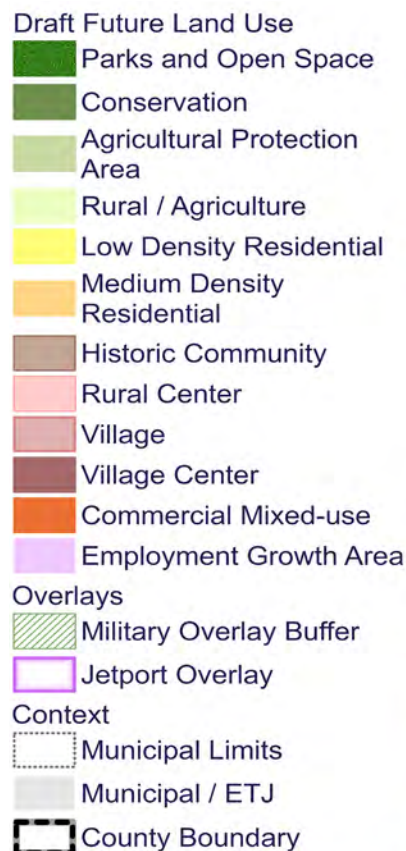 Draft Future Land Use
Parks and Open Space
Conservation
Agricultural Protection
Area
Rural / Agriculture
Low Density Residential
Medium Density
Residential
Historic Community
Rural Center
Village
Village Center
Commercial Mixed-use
Employment Growth Area
Overlays
Military Overlay Buffer
Jetport Overlay
Context
Municipal Limits
Municipal / ETJ
County Boundary